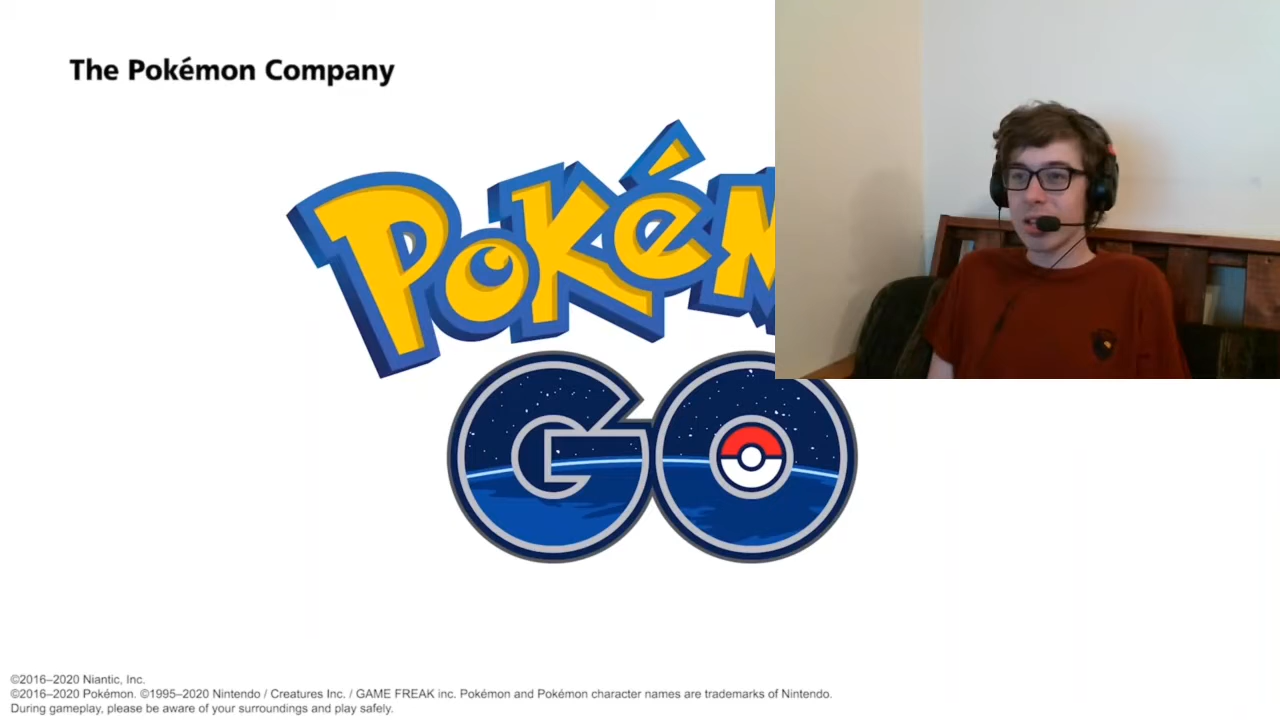 The Pokémon Company
Pokém
GO
©2016–2020 Niantic, Inc.
©2016–2020 Pokémon. ©1995–2020 Nintendo / Creatures Inc. / GAME FREAK inc. Pokémon and Pokémon character names are trademarks of Nintendo.
During gameplay, please be aware of your surroundings and play safely.